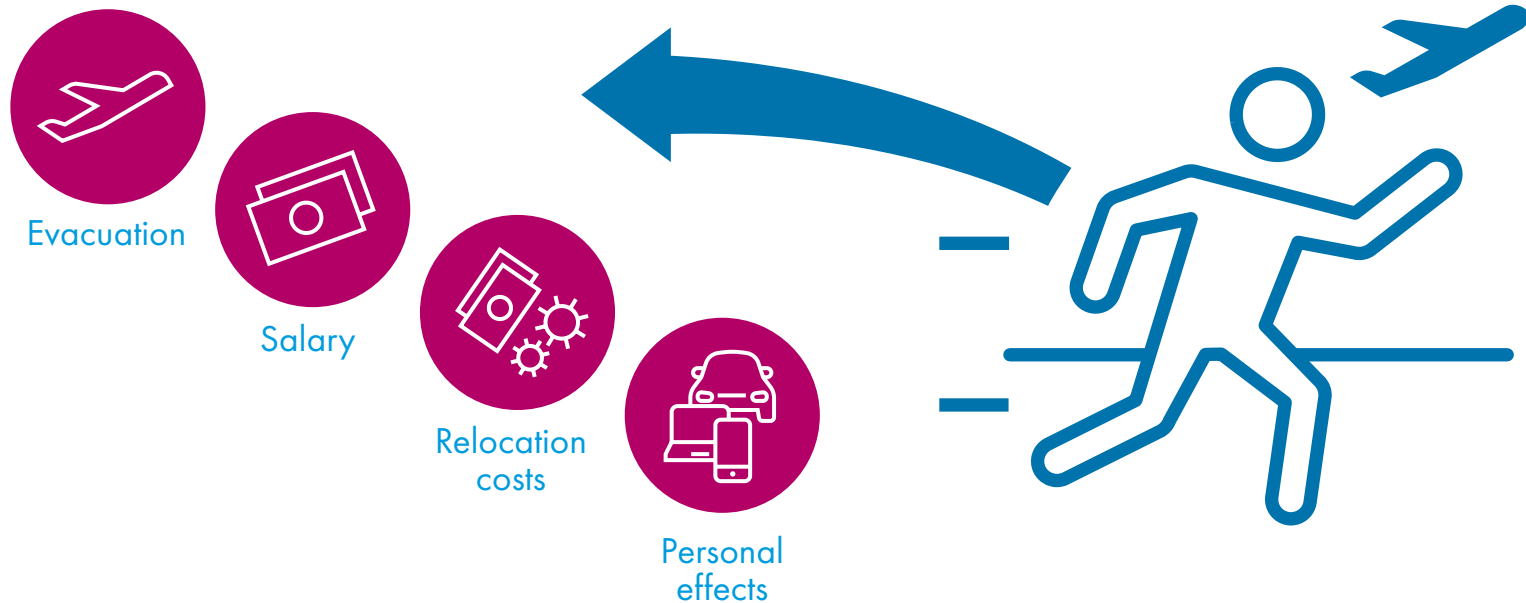 Evacuation
Salary
Relocation
costs
Personal
effects